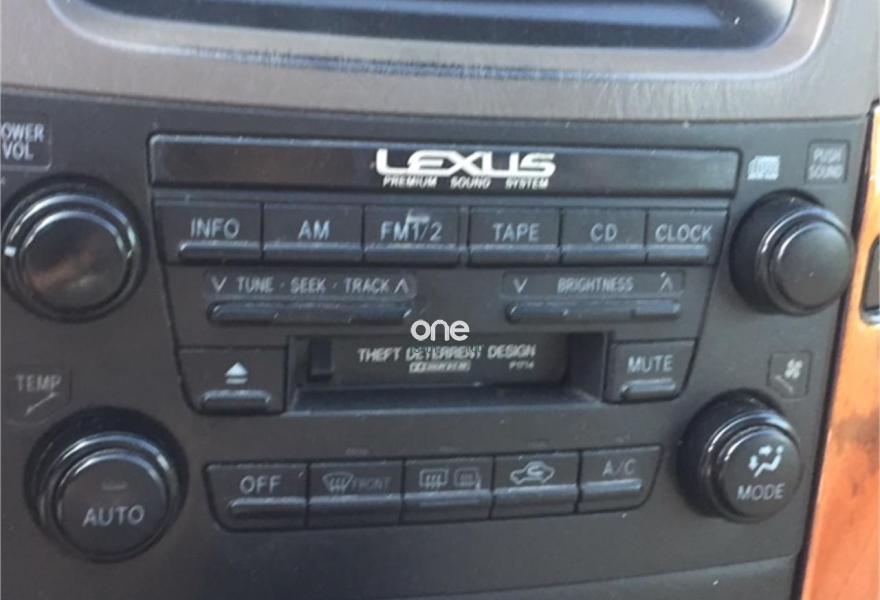 OWER
VOL
LEXUS
PREMIUM SOUND SYSTEM
PUSH
SOUND
INFO
AM
FM1/2
TAPE
CD
CLOCK
TUNE · SEEK · TRACK
BRIGHTNESS
one
THEFT DETERRENT DESIGN
MUTE
TEMP
OFF
FRONT
A/C
AUTO
MODE